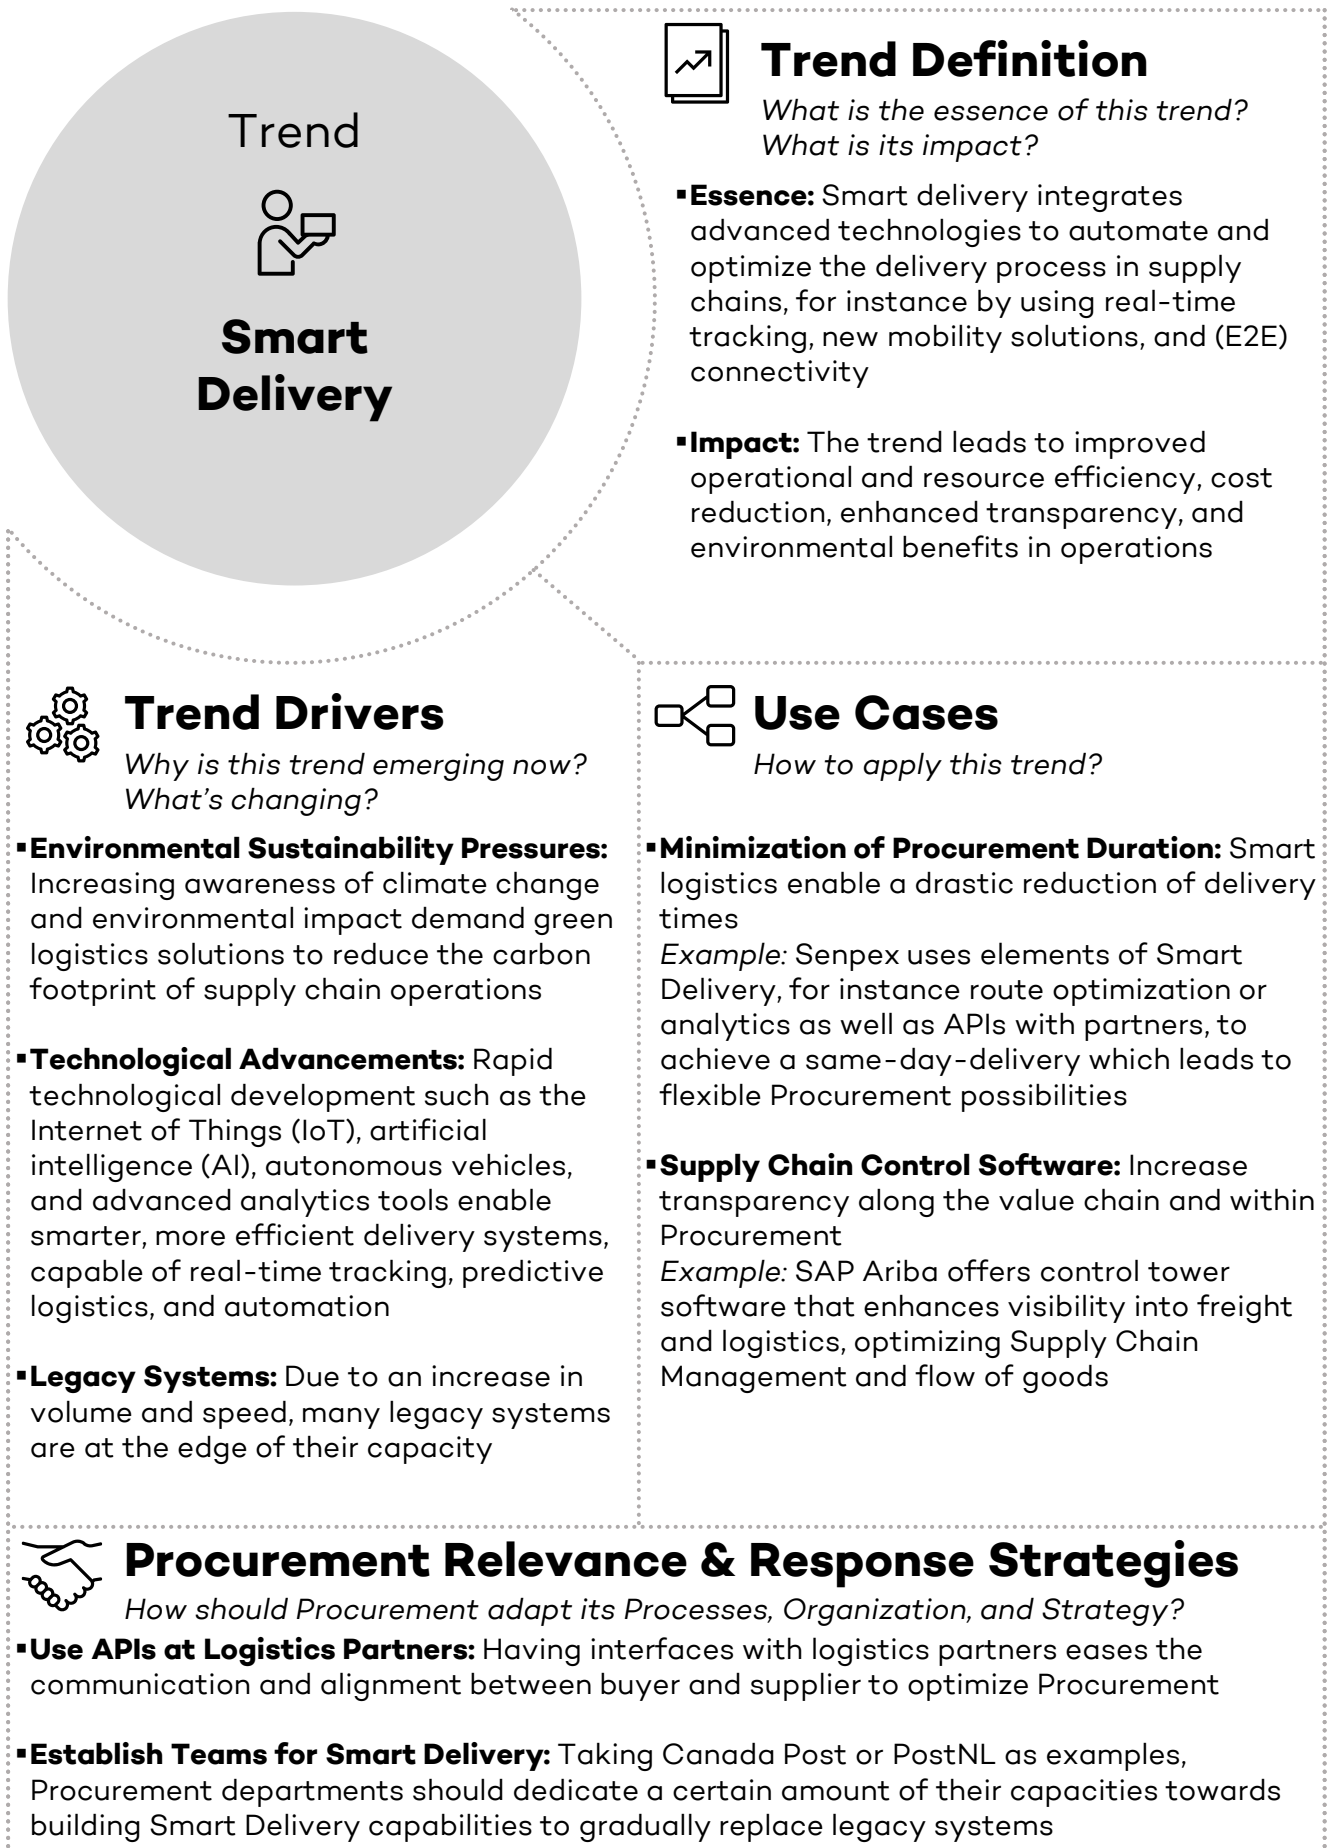 Trend
Smart
Delivery
Trend Definition
What is the essence of this trend?
What is its impact?
▪Essence: Smart delivery integrates
advanced technologies to automate and
optimize the delivery process in supply
chains, for instance by using real-time
tracking, new mobility solutions, and (E2E)
connectivity
▪Impact: The trend leads to improved
operational and resource efficiency, cost
reduction, enhanced transparency, and
environmental benefits in operations
Trend Drivers
Why is this trend emerging now?
What's changing?
▪Environmental Sustainability Pressures:
Increasing awareness of climate change
and environmental impact demand green
logistics solutions to reduce the carbon
footprint of supply chain operations
▪Technological Advancements: Rapid
technological development such as the
Internet of Things (IoT), artificial
intelligence (AI), autonomous vehicles,
and advanced analytics tools enable
smarter, more efficient delivery systems,
capable of real-time tracking, predictive
logistics, and automation
▪Legacy Systems: Due to an increase in
volume and speed, many legacy systems
are at the edge of their capacity
Use Cases
How to apply this trend?
▪Minimization of Procurement Duration: Smart
logistics enable a drastic reduction of delivery
times
Example: Senpex uses elements of Smart
Delivery, for instance route optimization or
analytics as well as APIs with partners, to
achieve a same-day-delivery which leads to
flexible Procurement possibilities
▪Supply Chain Control Software: Increase
transparency along the value chain and within
Procurement
Example: SAP Ariba offers control tower
software that enhances visibility into freight
and logistics, optimizing Supply Chain
Management and flow of goods
Procurement Relevance & Response Strategies
How should Procurement adapt its Processes, Organization, and Strategy?
▪Use APIs at Logistics Partners: Having interfaces with logistics partners eases the
communication and alignment between buyer and supplier to optimize Procurement
▪Establish Teams for Smart Delivery: Taking Canada Post or PostNL as examples,
Procurement departments should dedicate a certain amount of their capacities towards
building Smart Delivery capabilities to gradually replace legacy systems